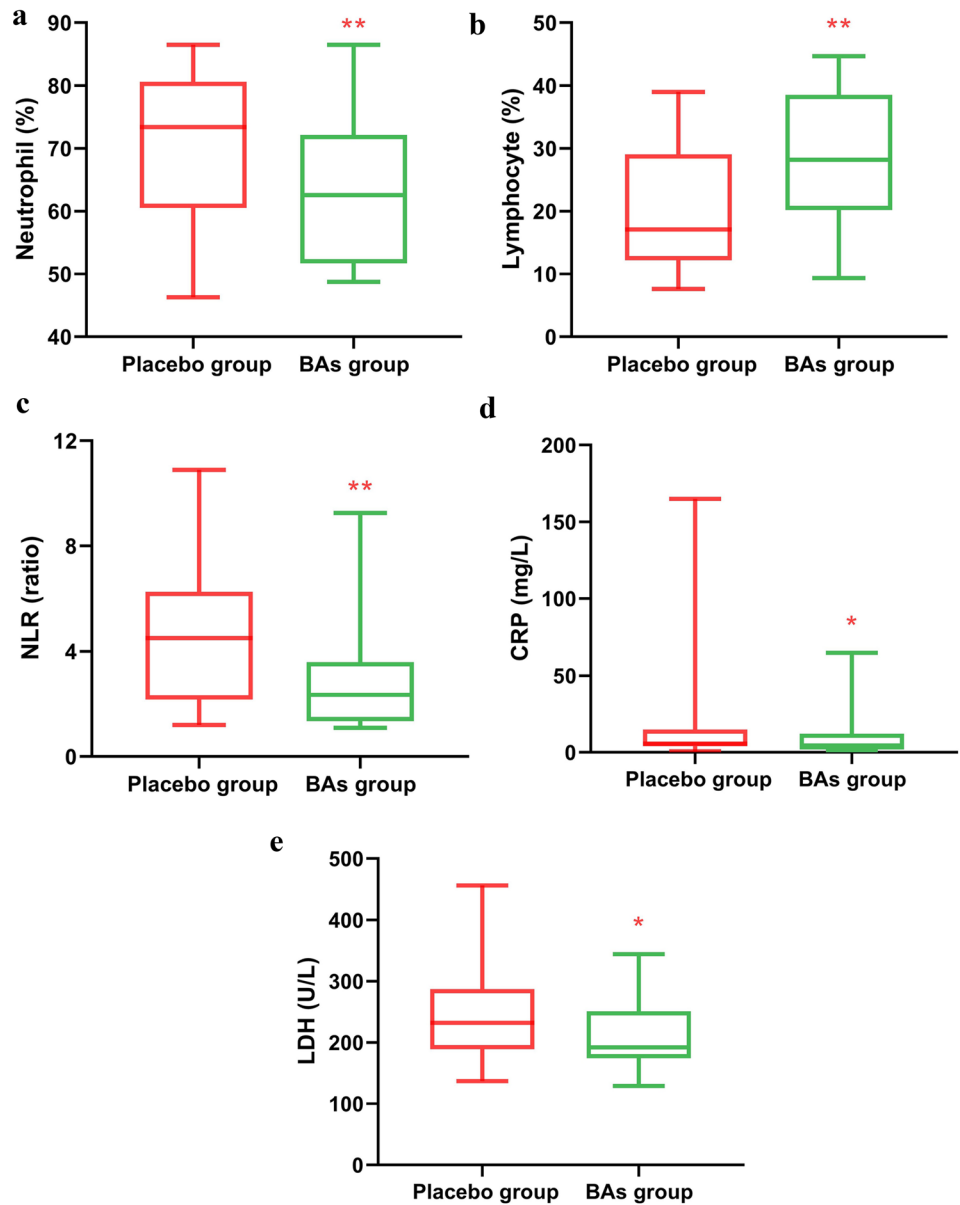 a
Neutrophil (%)
90
80
70
60
50
40
**
Placebo group
BAs group
b
Lymphocyte (%)
50
40
30
20
10
0
**
Placebo group
BAs group
c
NLR (ratio)
12
8
4
0
**
Placebo group
BAs group
d
CRP (mg/L)
200
150
100
50
0
*
Placebo group
BAs group
e
LDH (U/L)
500
400
300
200
100
0
*
Placebo group
BAs group